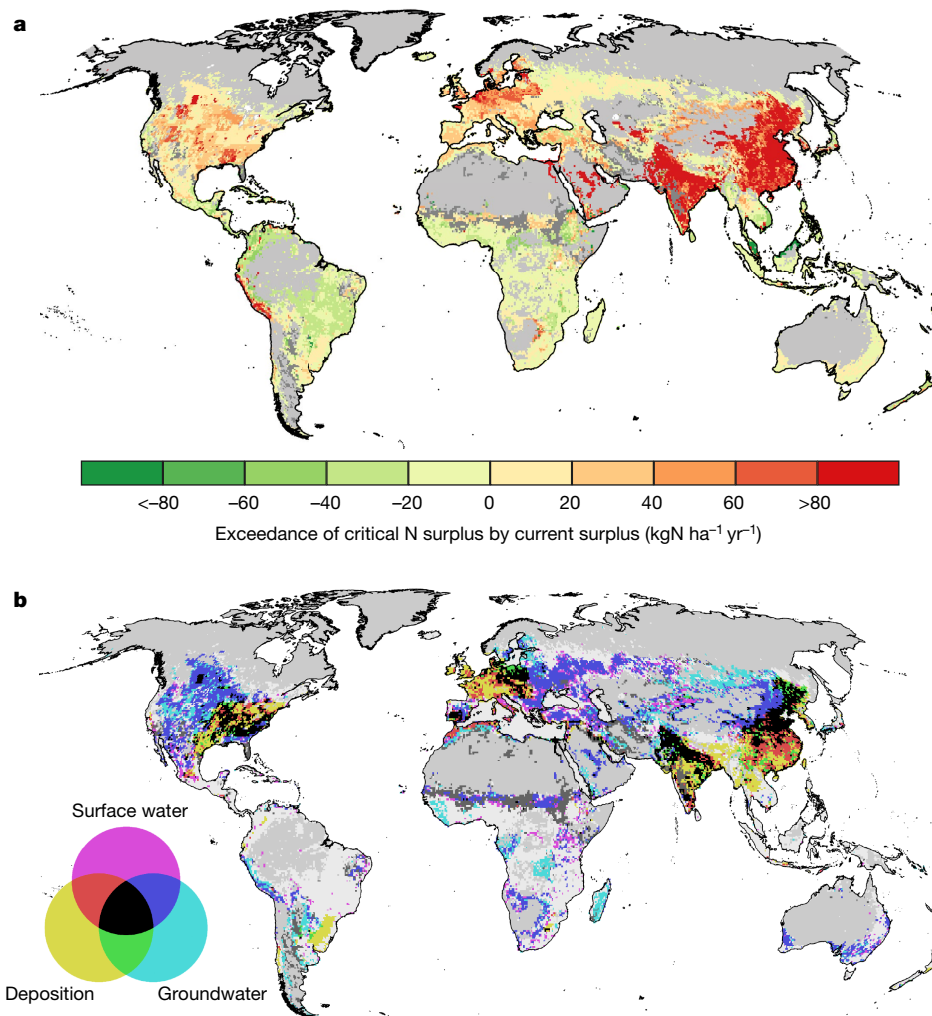 a
<–80 –60 –40 –20 0 20 40 60 >80
Exceedance of critical N surplus by current surplus (kgN ha⁻¹ yr⁻¹)
b
Surface water
Deposition Groundwater